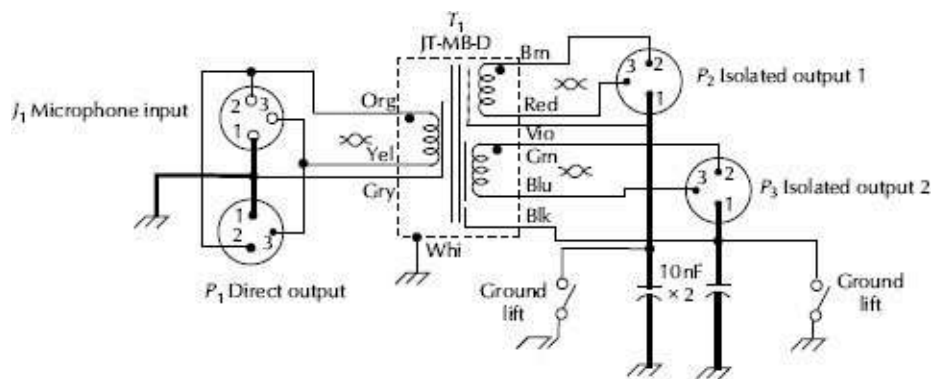 T1
JT-MB-D
Brn
3 2
1
P2 Isolated output 1
Red
Org
2 3
1
J1 Microphone input
Vio
Yel
Grn
3 2
1
P3 Isolated output 2
Gry
Blu
Blk
1
2 3
P1 Direct output
Whi
Ground
lift
10 nF
× 2
Ground
lift